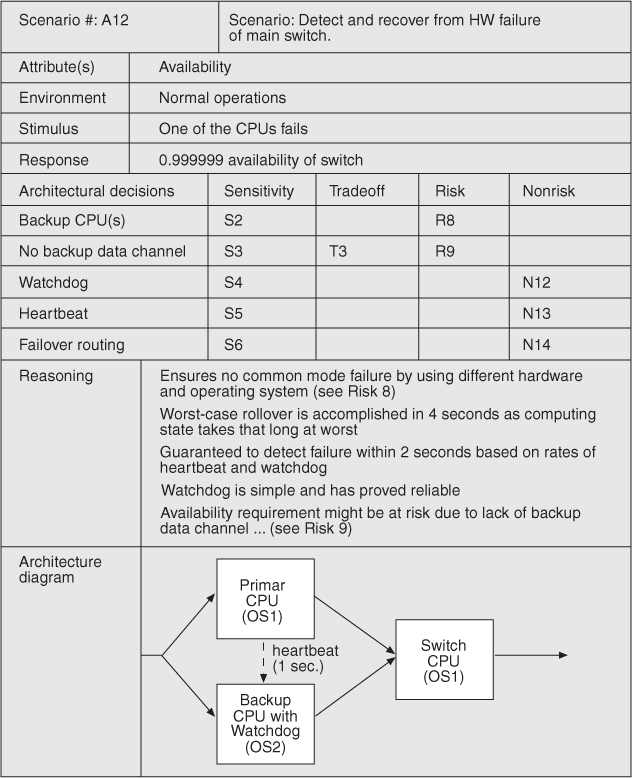 Scenario #: A12
Scenario: Detect and recover from HW failure
of main switch.
Attribute(s) Availability
Environment Normal operations
Stimulus One of the CPUs fails
Response 0.999999 availability of switch
Architectural decisions Sensitivity Tradeoff Risk Nonrisk
Backup CPU(s) S2 R8
No backup data channel S3 T3 R9
Watchdog S4 N12
Heartbeat S5 N13
Failover routing S6 N14
Reasoning
Ensures no common mode failure by using different hardware
and operating system (see Risk 8)
Worst-case rollover is accomplished in 4 seconds as computing
state takes that long at worst
Guaranteed to detect failure within 2 seconds based on rates of
heartbeat and watchdog
Watchdog is simple and has proved reliable
Availability requirement might be at risk due to lack of backup
data channel ... (see Risk 9)
Architecture
diagram
Primar
CPU
(OS1)
heartbeat
(1 sec.)
Backup
CPU with
Watchdog
(OS2)
Switch
CPU
(OS1)